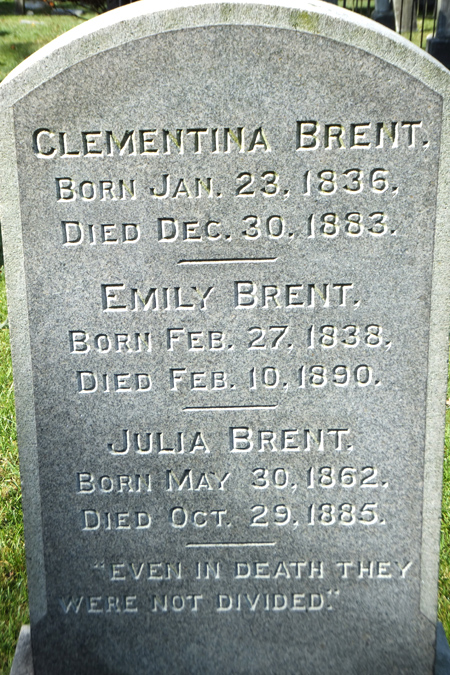 CLEMENTINA BRENT.
BORN JAN. 23, 1836,
DIED DEC. 30, 1883.
EMILY BRENT.
BORN FEB. 27, 1838,
DIED FEB. 10, 1890.
JULIA BRENT.
BORN MAY 30, 1862.
DIED OCT. 29, 1885.
"EVEN IN DEATH THEY
WERE NOT DIVIDED."